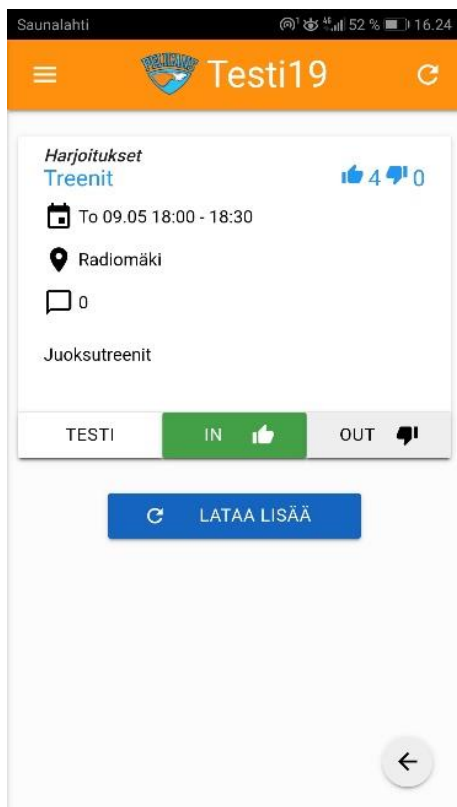 Saunalahti 52 % 16.24
PELICANS Testi19
Harjoitukset
Treenit 4 0
To 09.05 18:00 - 18:30
Radiomäki
0
Juoksutreenit
TESTI IN OUT
LATAA LISÄÄ